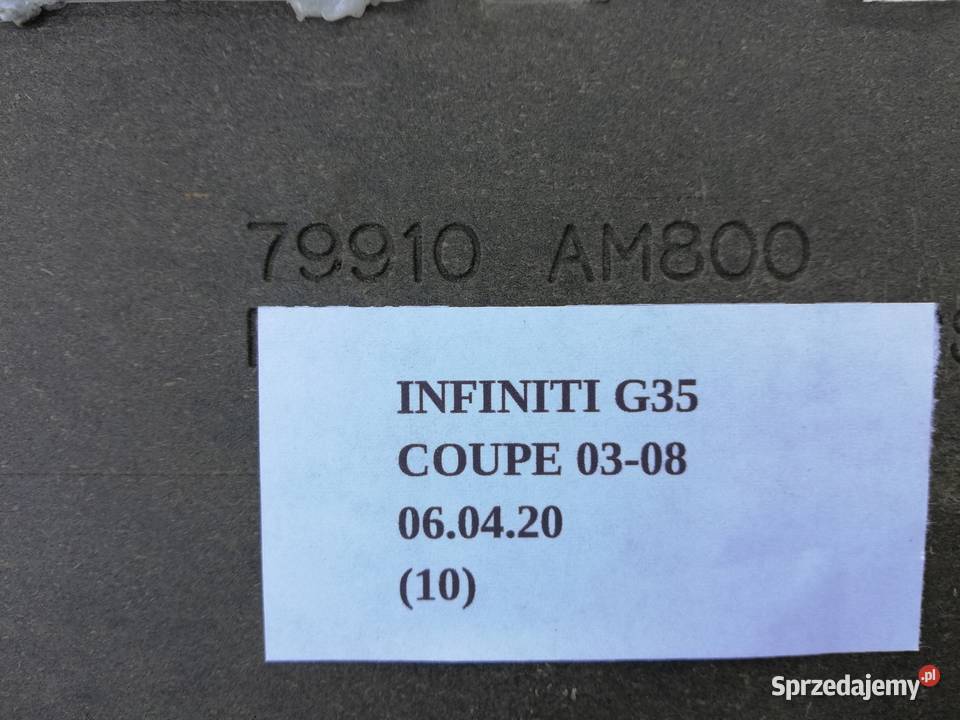 79910 AM800
INFINITI G35
COUPE 03-08
06.04.20
(10)
Sprzedajemy.pl